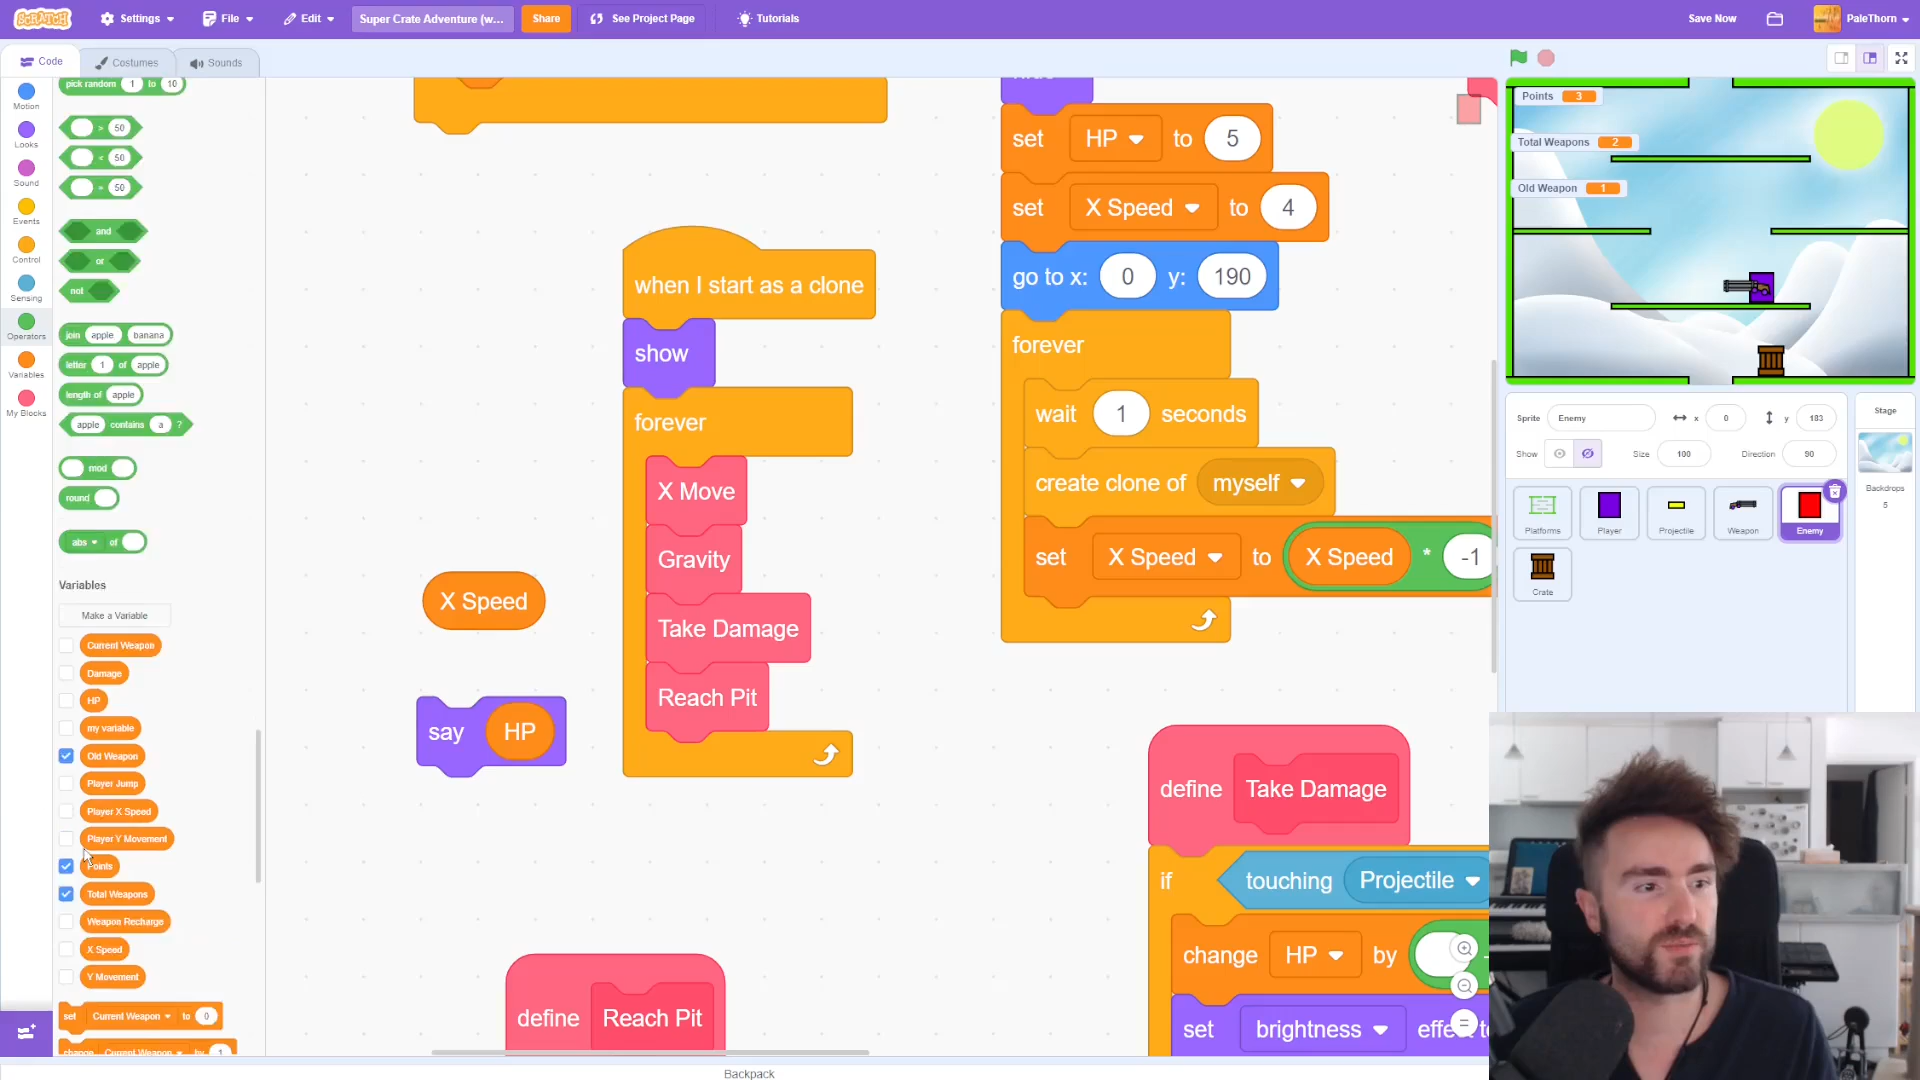 SCRATCH Settings File Edit Super Crate Adventure (w... Share See Project Page Tutorials Save Now PaleThorn
Code Costumes Sounds
Motion
Looks
Sound
Events
Control
Sensing
Operators
Variables
My Blocks
pick random 1 to 10
> 50
< 50
= 50
and
or
not
join apple banana
letter 1 of apple
length of apple
apple contains a ?
mod
round
abs of
Variables
Make a Variable
Current Weapon
Damage
HP
my variable
Old Weapon
Player Jump
Player X Speed
Player Y Movement
Points
Total Weapons
Weapon Recharge
X Speed
Y Movement
set Current Weapon to 0
change Current Weapon by 1
X Speed
say HP
when I start as a clone
show
forever
X Move
Gravity
Take Damage
Reach Pit
define Reach Pit
set HP to 5
set X Speed to 4
go to x: 0 y: 190
forever
wait 1 seconds
create clone of myself
set X Speed to X Speed * -1
define Take Damage
if touching Projectile
change HP by
set brightness
Points 3
Total Weapons 2
Old Weapon 1
Sprite Enemy x 0 y 183
Show Size 100 Direction 90
Platforms Player Projectile Weapon Enemy
Crate
Stage
Backdrops
5
Backpack